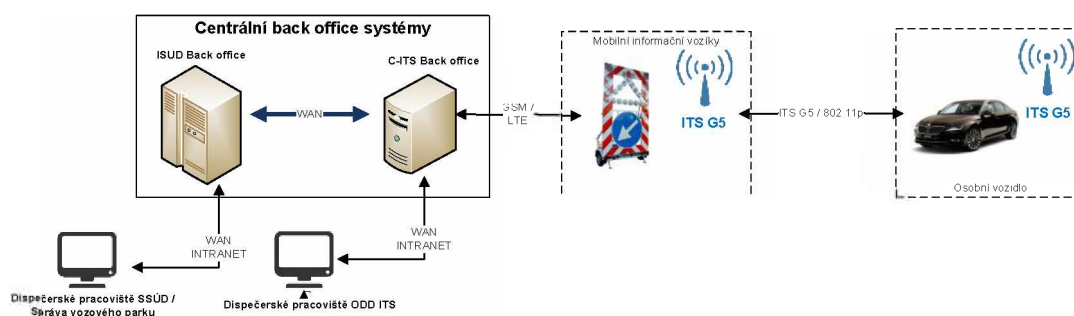 Centrální back office systémy
ISUD Back office
C-ITS Back office
WAN
GSM /
LTE
Mobilní informační vozíky
ITS G5
ITS G5 / 802 11p
ITS G5
Osobní vozidlo
WAN
INTRANET
WAN
INTRANET
Dispečerské pracoviště SSÚD /
Správa vozového parku
Dispečerské pracoviště ODD ITS